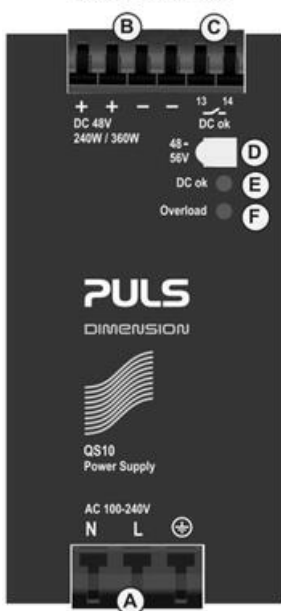 B C
+ + − − 13 14
DC 48V DC ok
240W / 360W
48-
56V D
DC ok E
Overload F
PULS
DIMENSION
QS10
Power Supply
AC 100-240V
N L
A